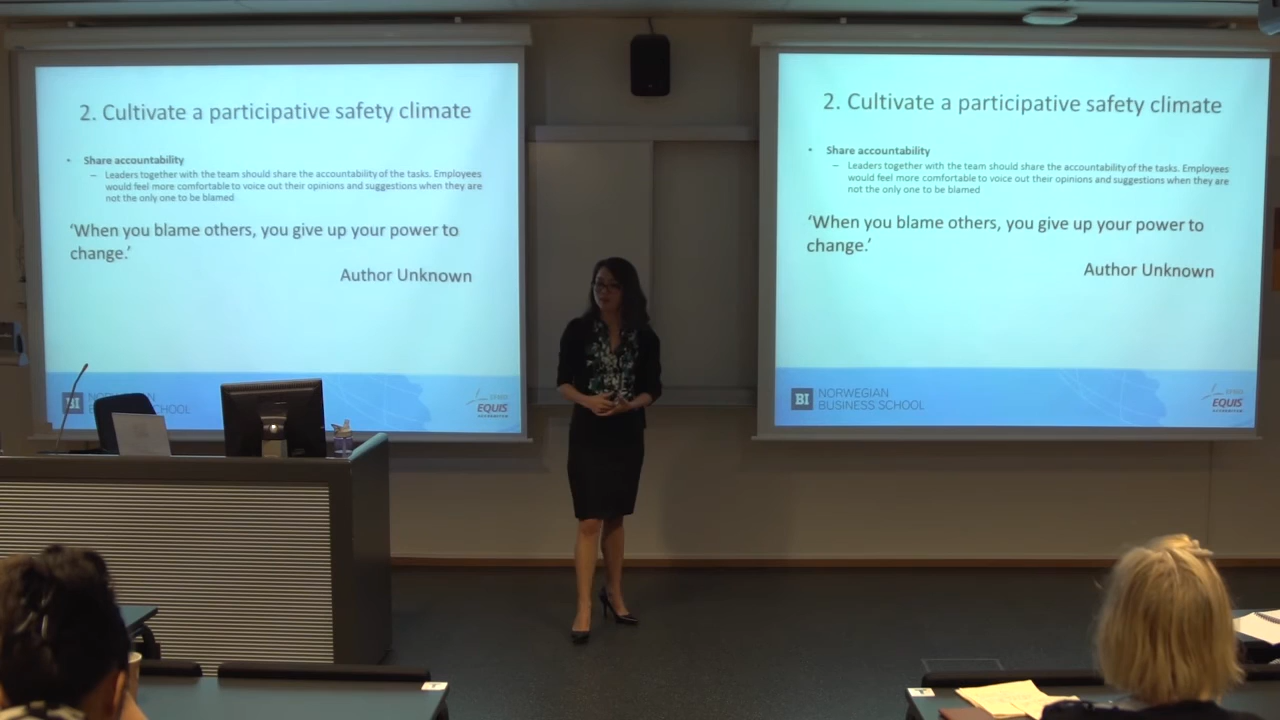 2. Cultivate a participative safety climate
• Share accountability
– Leaders together with the team should share the accountability of the tasks. Employees
would feel more comfortable to voice out their opinions and suggestions when they are
not the only one to be blamed
‘When you blame others, you give up your power to
change.’
Author Unknown
BI NORWEGIAN
BUSINESS SCHOOL
EFMD
EQUIS
ACCREDITED
2. Cultivate a participative safety climate
• Share accountability
– Leaders together with the team should share the accountability of the tasks. Employees
would feel more comfortable to voice out their opinions and suggestions when they are
not the only one to be blamed
‘When you blame others, you give up your power to
change.’
Author Unknown
BI NORWEGIAN
BUSINESS SCHOOL
EFMD
EQUIS
ACCREDITED